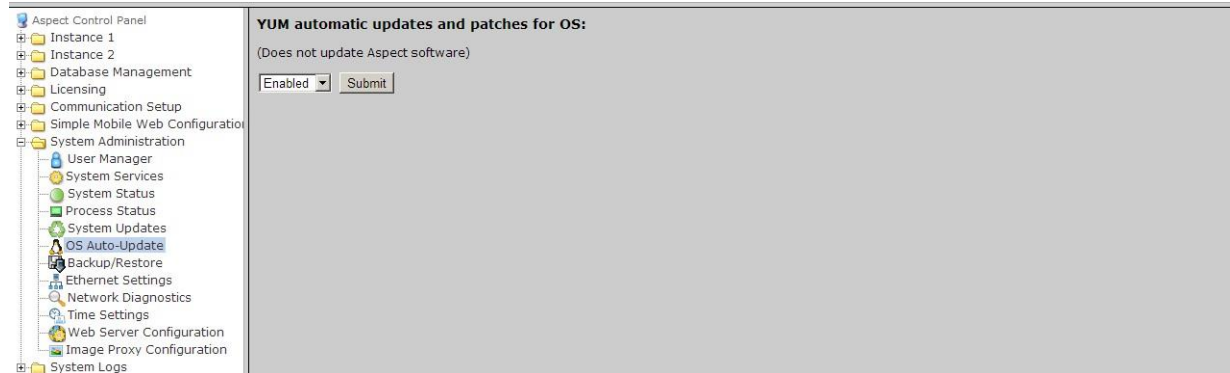 Aspect Control Panel
Instance 1
Instance 2
Database Management
Licensing
Communication Setup
Simple Mobile Web Configuration
System Administration
User Manager
System Services
System Status
Process Status
System Updates
OS Auto-Update
Backup/Restore
Ethernet Settings
Network Diagnostics
Time Settings
Web Server Configuration
Image Proxy Configuration
System Logs
YUM automatic updates and patches for OS:
(Does not update Aspect software)
Enabled Submit